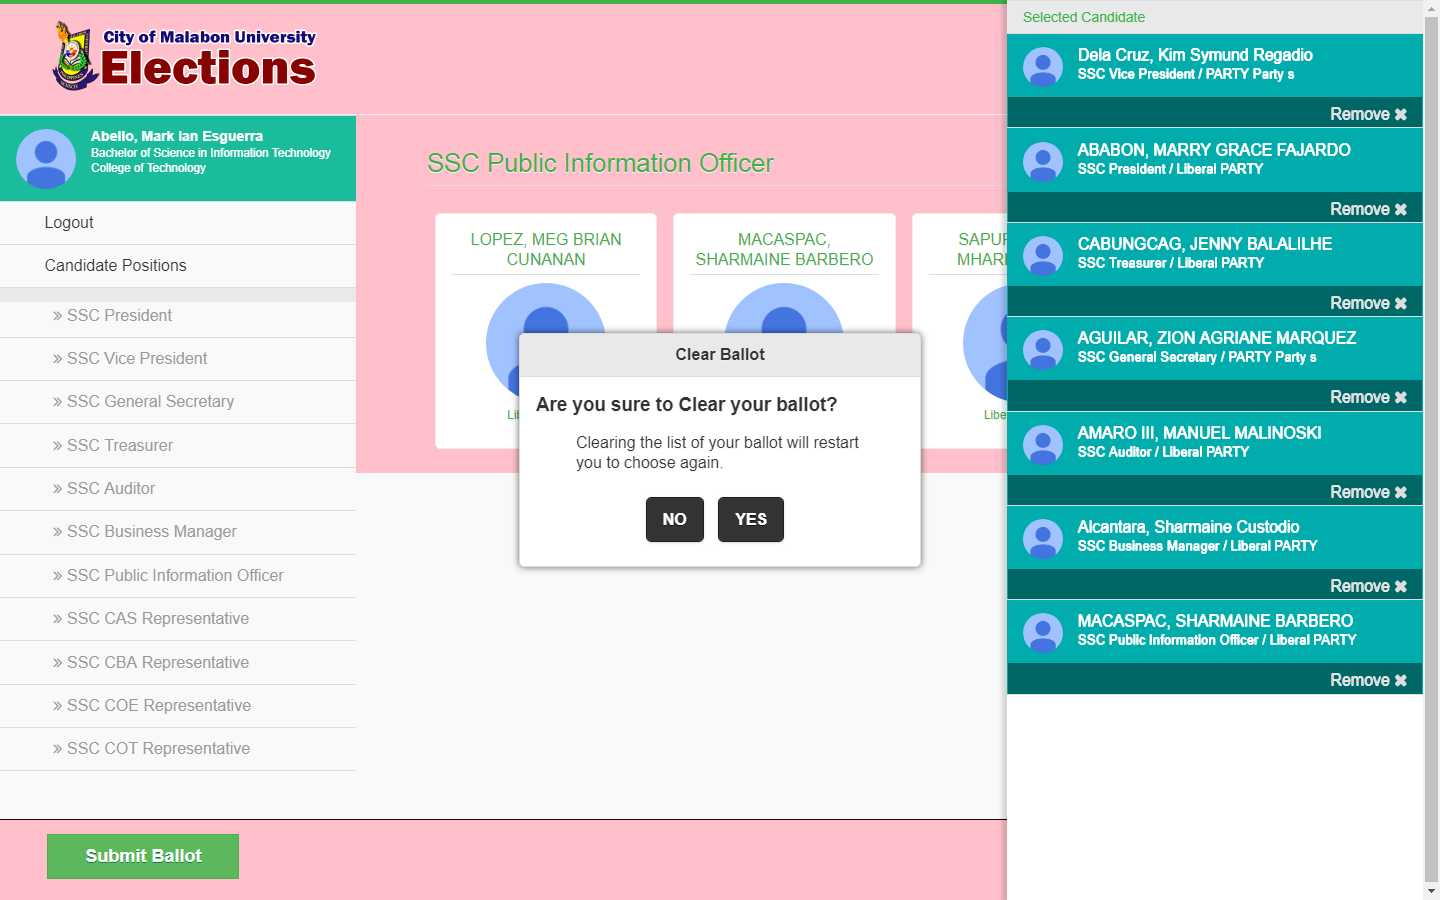 City of Malabon University
Elections
Abello, Mark Ian Esguerra
Bachelor of Science in Information Technology
College of Technology
Logout
Candidate Positions
» SSC President
» SSC Vice President
» SSC General Secretary
» SSC Treasurer
» SSC Auditor
» SSC Business Manager
» SSC Public Information Officer
» SSC CAS Representative
» SSC CBA Representative
» SSC COE Representative
» SSC COT Representative
Submit Ballot
SSC Public Information Officer
LOPEZ, MEG BRIAN
CUNANAN
MACASPAC,
SHARMAINE BARBERO
Clear Ballot
Are you sure to Clear your ballot?
Clearing the list of your ballot will restart
you to choose again.
NO
YES
Selected Candidate
Dela Cruz, Kim Symund Regadio
SSC Vice President / PARTY Party s
Remove ✖
ABABON, MARRY GRACE FAJARDO
SSC President / Liberal PARTY
Remove ✖
CABUNGCAG, JENNY BALALILHE
SSC Treasurer / Liberal PARTY
Remove ✖
AGUILAR, ZION AGRIANE MARQUEZ
SSC General Secretary / PARTY Party s
Remove ✖
AMARO III, MANUEL MALINOSKI
SSC Auditor / Liberal PARTY
Remove ✖
Alcantara, Sharmaine Custodio
SSC Business Manager / Liberal PARTY
Remove ✖
MACASPAC, SHARMAINE BARBERO
SSC Public Information Officer / Liberal PARTY
Remove ✖